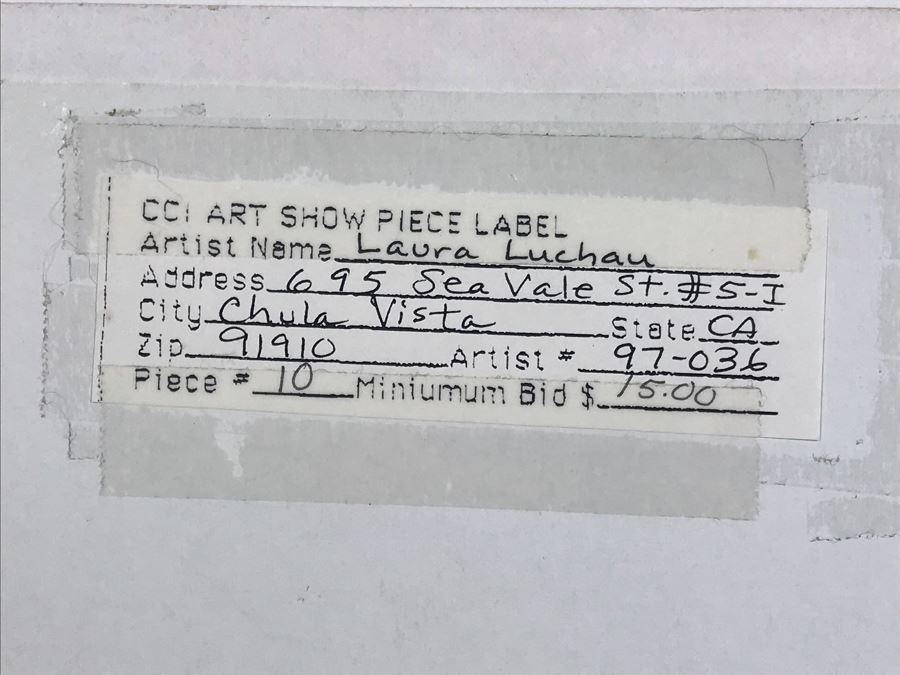 CCI ART SHOW PIECE LABEL
Artist Name Laura Luchau
Address 695 Sea Vale St. #5-I
City Chula Vista State CA
Zip 91910 Artist # 97-036
Piece # 10 Miniumum Bid $ 15.00